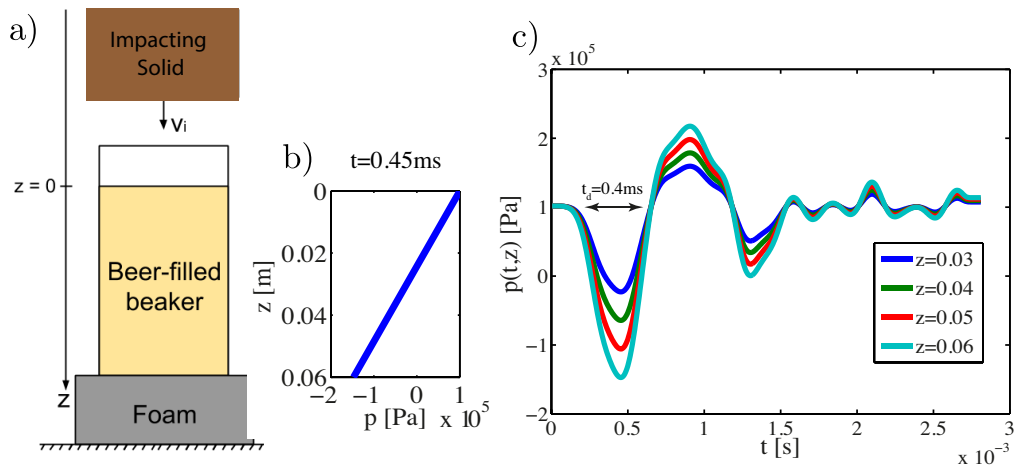 a)
Impacting
Solid
v_i
z = 0
Beer-filled
beaker
z
Foam
b)
t=0.45ms
0
0.02
0.04
0.06
z [m]
−2 −1 0 1
p [Pa] x 10^5
c)
x 10^5
3
2
1
0
−1
−2
p(t,z) [Pa]
t_d=0.4ms
z=0.03
z=0.04
z=0.05
z=0.06
0 0.5 1 1.5 2 2.5 3
t [s]
x 10^−3